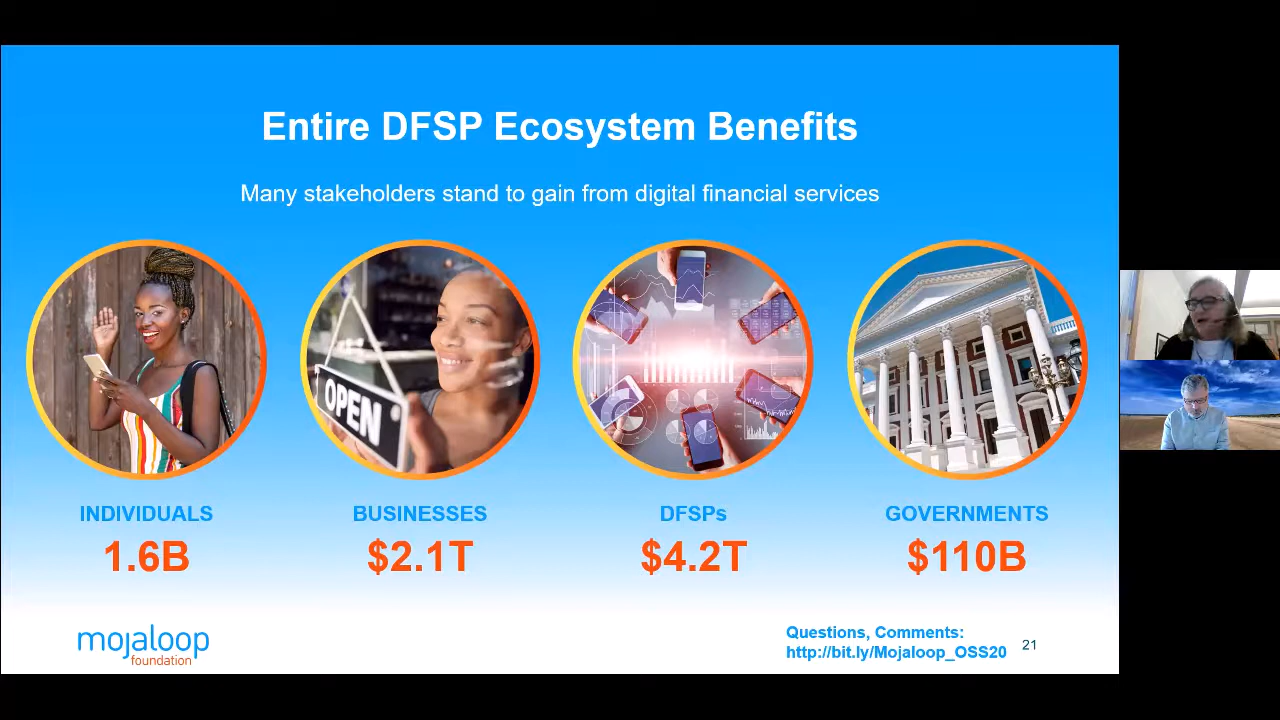 Entire DFSP Ecosystem Benefits
Many stakeholders stand to gain from digital financial services
OPEN
INDIVIDUALS
1.6B
BUSINESSES
$2.1T
DFSPs
$4.2T
GOVERNMENTS
$110B
mojaloop
foundation
Questions, Comments:
http://bit.ly/Mojaloop_OSS20
21